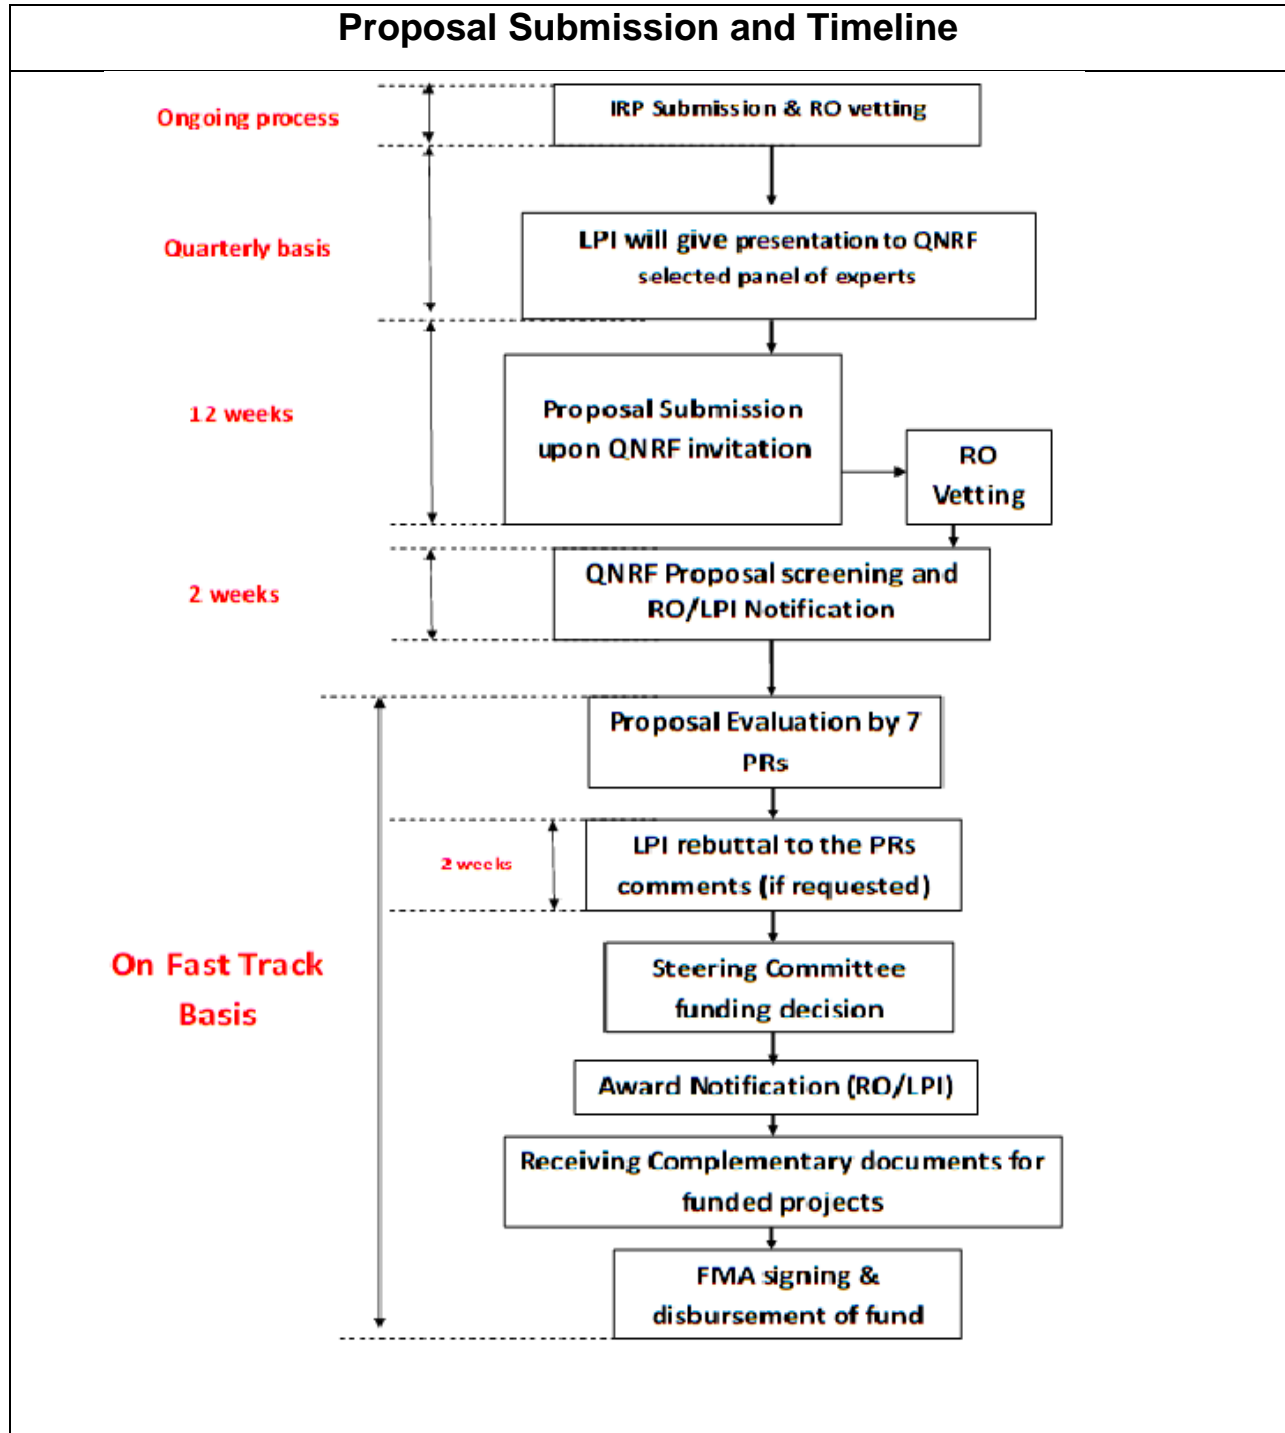 Proposal Submission and Timeline
Ongoing process
IRP Submission & RO vetting
Quarterly basis
LPI will give presentation to QNRF
selected panel of experts
12 weeks
Proposal Submission
upon QNRF invitation
RO
Vetting
2 weeks
QNRF Proposal screening and
RO/LPI Notification
Proposal Evaluation by 7
PRs
2 weeks
LPI rebuttal to the PRs
comments (if requested)
On Fast Track
Basis
Steering Committee
funding decision
Award Notification (RO/LPI)
Receiving Complementary documents for
funded projects
FMA signing &
disbursement of fund